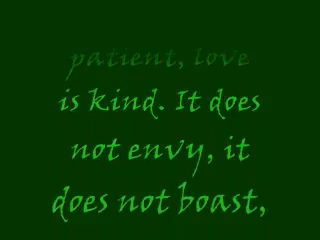 patient, love
is kind. It does
not envy, it
does not boast,